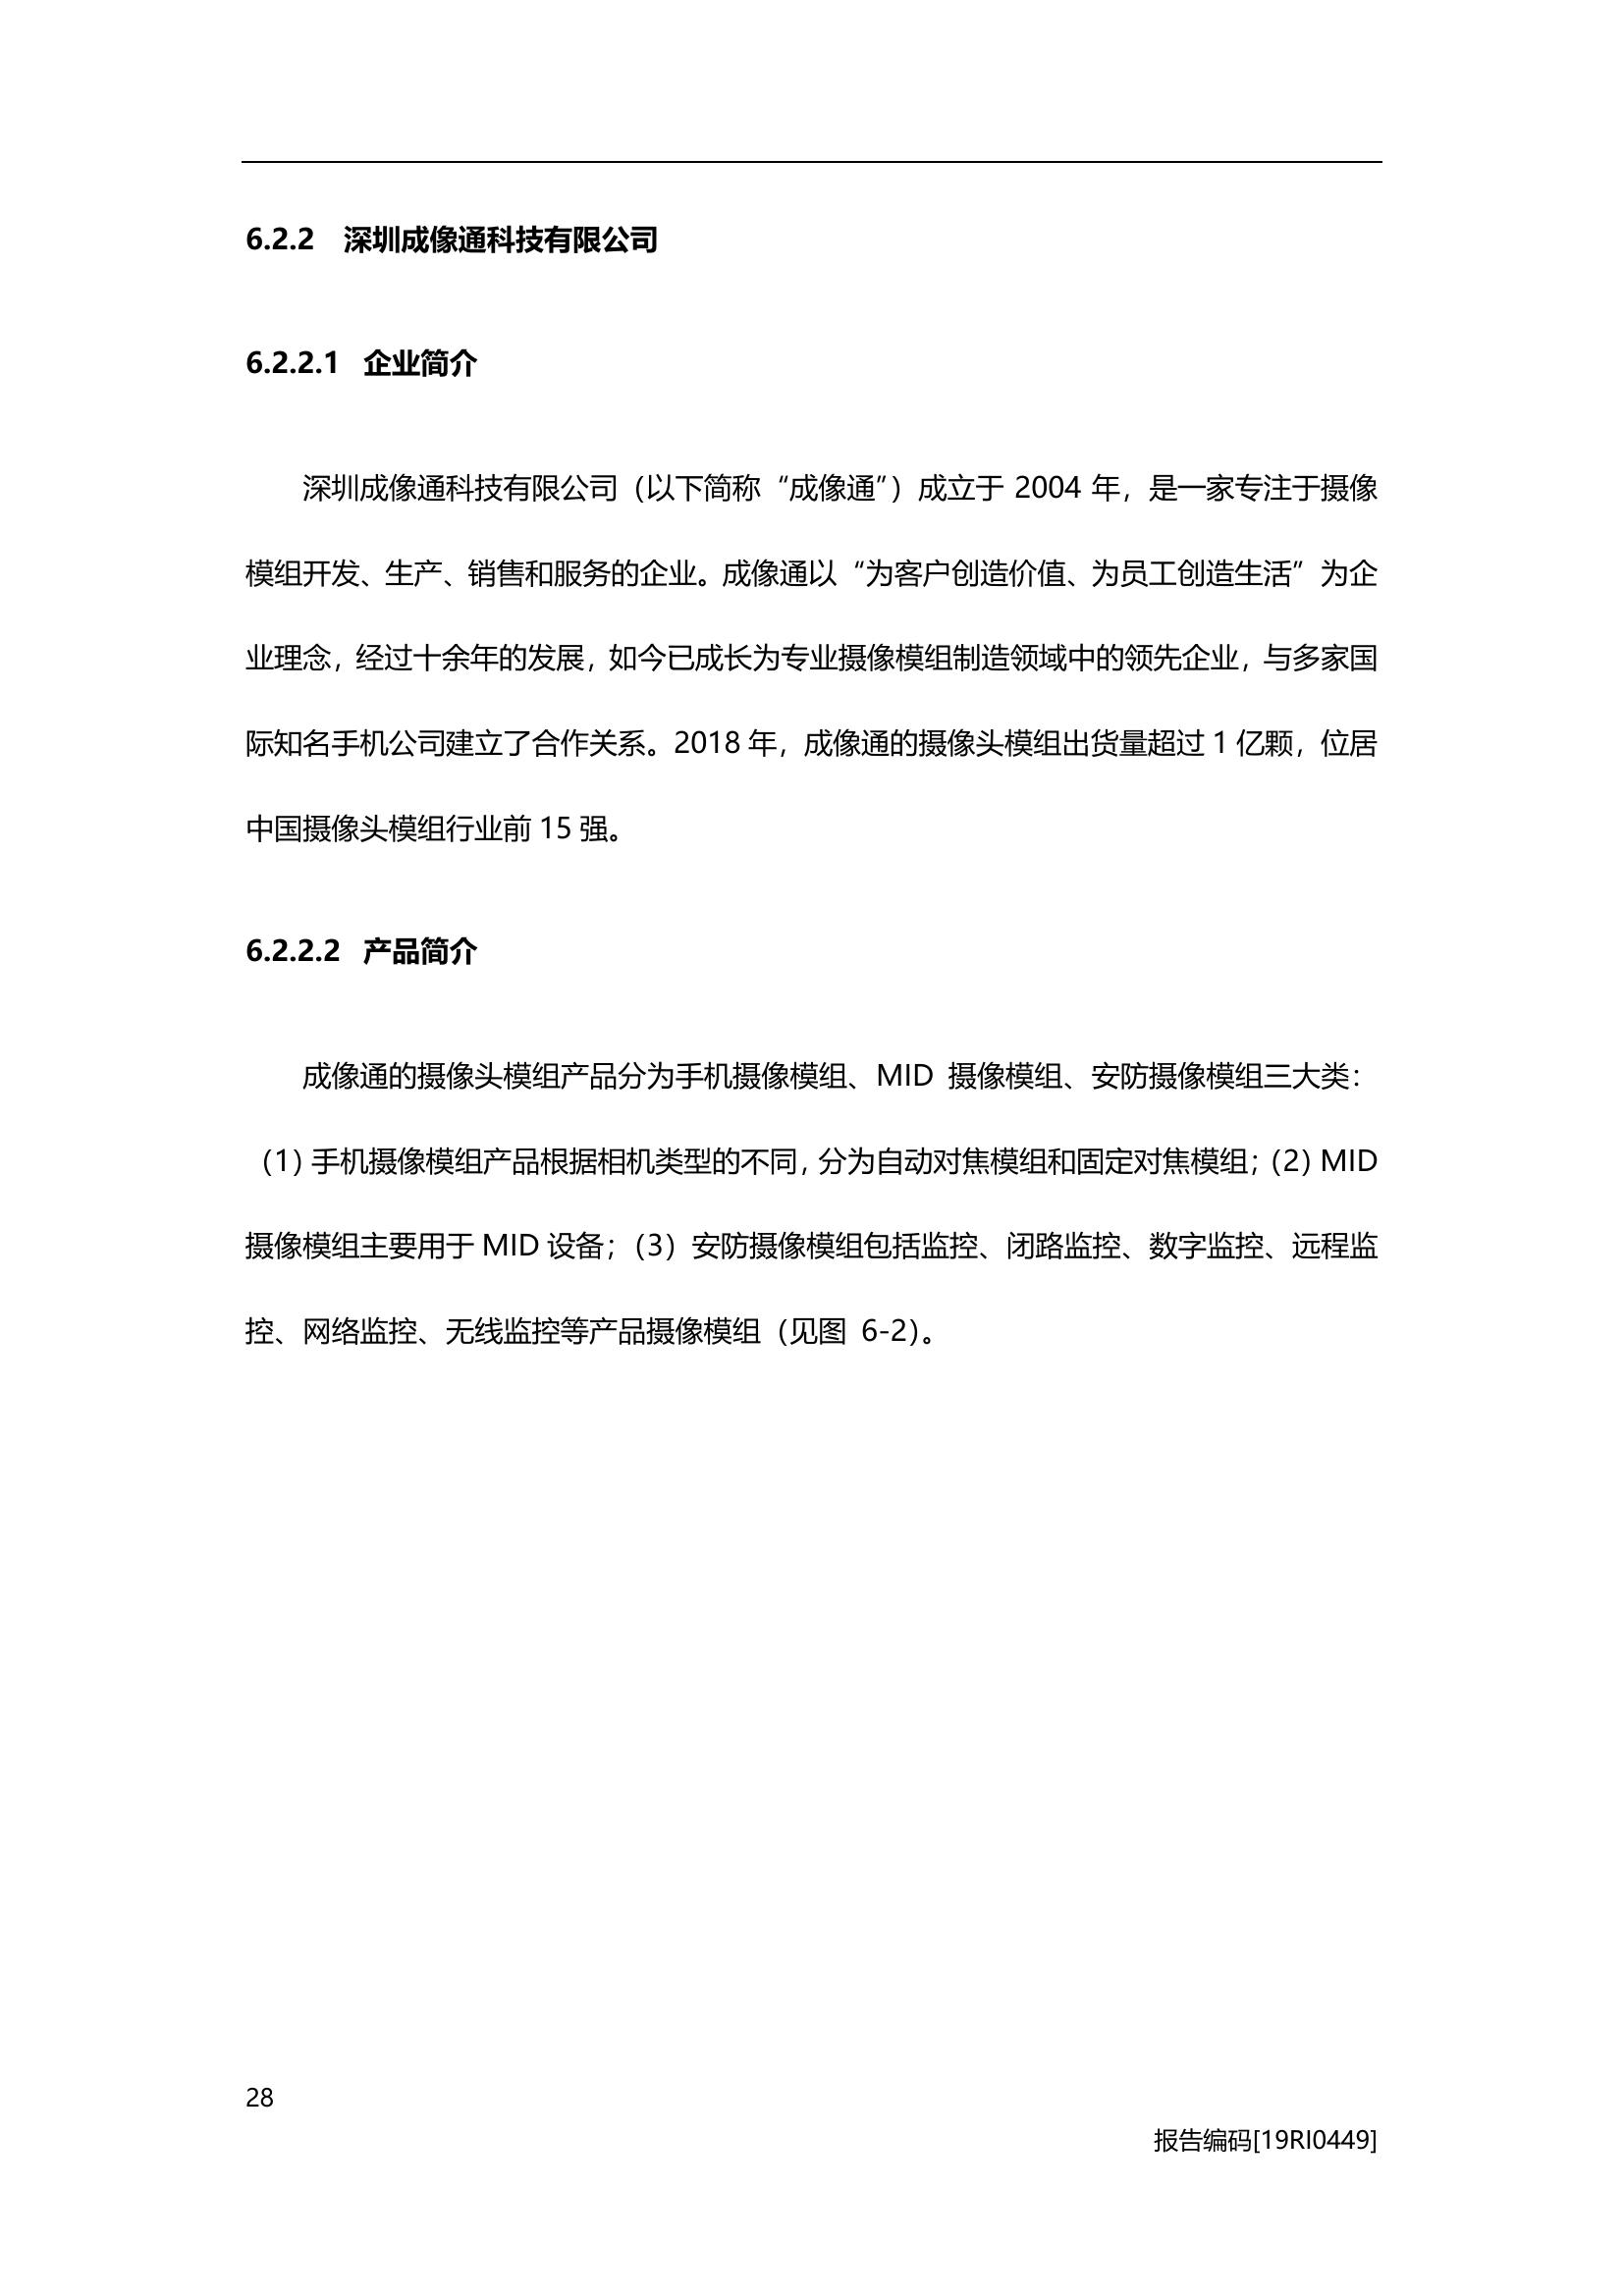 6.2.2 深圳成像通科技有限公司
6.2.2.1 企业简介
深圳成像通科技有限公司（以下简称“成像通”）成立于 2004 年，是一家专注于摄像
模组开发、生产、销售和服务的企业。成像通以“为客户创造价值、为员工创造生活”为企
业理念，经过十余年的发展，如今已成长为专业摄像模组制造领域中的领先企业，与多家国
际知名手机公司建立了合作关系。2018 年，成像通的摄像头模组出货量超过 1 亿颗，位居
中国摄像头模组行业前 15 强。
6.2.2.2 产品简介
成像通的摄像头模组产品分为手机摄像模组、MID 摄像模组、安防摄像模组三大类：
（1）手机摄像模组产品根据相机类型的不同，分为自动对焦模组和固定对焦模组；（2）MID
摄像模组主要用于 MID 设备；（3）安防摄像模组包括监控、闭路监控、数字监控、远程监
控、网络监控、无线监控等产品摄像模组（见图 6-2）。
28
报告编码[19RI0449]